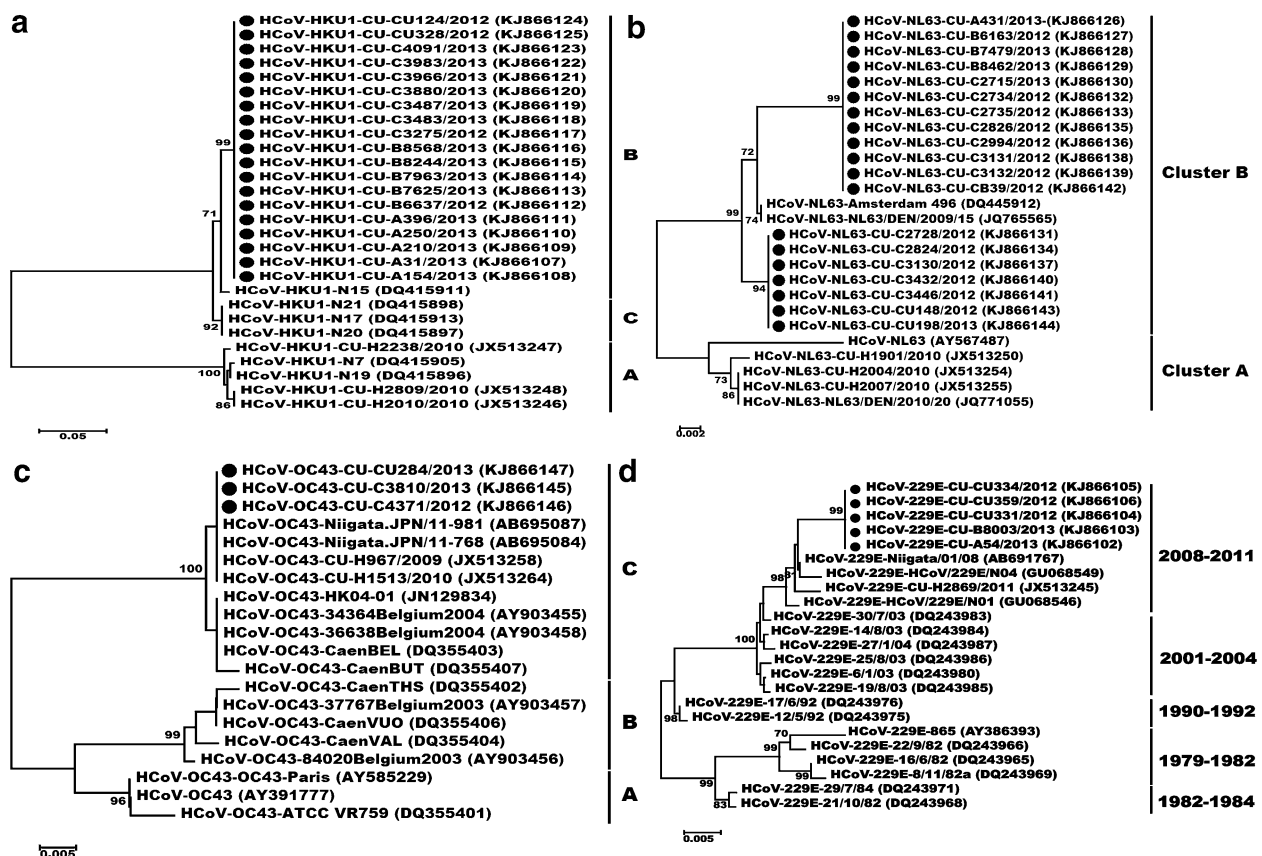 a
HCoV-HKU1-CU-CU124/2012 (KJ866124)
HCoV-HKU1-CU-CU328/2012 (KJ866125)
HCoV-HKU1-CU-C4091/2013 (KJ866123)
HCoV-HKU1-CU-C3983/2013 (KJ866122)
HCoV-HKU1-CU-C3966/2013 (KJ866121)
HCoV-HKU1-CU-C3880/2013 (KJ866120)
HCoV-HKU1-CU-C3487/2013 (KJ866119)
HCoV-HKU1-CU-C3483/2013 (KJ866118)
HCoV-HKU1-CU-C3275/2012 (KJ866117)
HCoV-HKU1-CU-B8568/2013 (KJ866116)
HCoV-HKU1-CU-B8244/2013 (KJ866115)
HCoV-HKU1-CU-B7963/2013 (KJ866114)
HCoV-HKU1-CU-B7625/2013 (KJ866113)
HCoV-HKU1-CU-B6637/2012 (KJ866112)
HCoV-HKU1-CU-A396/2013 (KJ866111)
HCoV-HKU1-CU-A250/2013 (KJ866110)
HCoV-HKU1-CU-A210/2013 (KJ866109)
HCoV-HKU1-CU-A31/2013 (KJ866107)
HCoV-HKU1-CU-A154/2013 (KJ866108)
HCoV-HKU1-N15 (DQ415911)
HCoV-HKU1-N21 (DQ415898)
HCoV-HKU1-N17 (DQ415913)
HCoV-HKU1-N20 (DQ415897)
HCoV-HKU1-CU-H2238/2010 (JX513247)
HCoV-HKU1-N7 (DQ415905)
HCoV-HKU1-N19 (DQ415896)
HCoV-HKU1-CU-H2809/2010 (JX513248)
HCoV-HKU1-CU-H2010/2010 (JX513246)
99
71
92
100
86
B
C
A
0.05
b
HCoV-NL63-CU-A431/2013-(KJ866126)
HCoV-NL63-CU-B6163/2012 (KJ866127)
HCoV-NL63-CU-B7479/2013 (KJ866128)
HCoV-NL63-CU-B8462/2013 (KJ866129)
HCoV-NL63-CU-C2715/2013 (KJ866130)
HCoV-NL63-CU-C2734/2012 (KJ866132)
HCoV-NL63-CU-C2735/2012 (KJ866133)
HCoV-NL63-CU-C2826/2012 (KJ866135)
HCoV-NL63-CU-C2994/2012 (KJ866136)
HCoV-NL63-CU-C3131/2012 (KJ866138)
HCoV-NL63-CU-C3132/2012 (KJ866139)
HCoV-NL63-CU-CB39/2012 (KJ866142)
HCoV-NL63-Amsterdam 496 (DQ445912)
HCoV-NL63-NL63/DEN/2009/15 (JQ765565)
HCoV-NL63-CU-C2728/2012 (KJ866131)
HCoV-NL63-CU-C2824/2012 (KJ866134)
HCoV-NL63-CU-C3130/2012 (KJ866137)
HCoV-NL63-CU-C3432/2012 (KJ866140)
HCoV-NL63-CU-C3446/2012 (KJ866141)
HCoV-NL63-CU-CU148/2012 (KJ866143)
HCoV-NL63-CU-CU198/2013 (KJ866144)
HCoV-NL63 (AY567487)
HCoV-NL63-CU-H1901/2010 (JX513250)
HCoV-NL63-CU-H2004/2010 (JX513254)
HCoV-NL63-CU-H2007/2010 (JX513255)
HCoV-NL63-NL63/DEN/2010/20 (JQ771055)
99
72
99
74
94
73
86
Cluster B
Cluster A
0.002
c
HCoV-OC43-CU-CU284/2013 (KJ866147)
HCoV-OC43-CU-C3810/2013 (KJ866145)
HCoV-OC43-CU-C4371/2012 (KJ866146)
HCoV-OC43-Niigata.JPN/11-981 (AB695087)
HCoV-OC43-Niigata.JPN/11-768 (AB695084)
HCoV-OC43-CU-H967/2009 (JX513258)
HCoV-OC43-CU-H1513/2010 (JX513264)
HCoV-OC43-HK04-01 (JN129834)
HCoV-OC43-34364Belgium2004 (AY903455)
HCoV-OC43-36638Belgium2004 (AY903458)
HCoV-OC43-CaenBEL (DQ355403)
HCoV-OC43-CaenBUT (DQ355407)
HCoV-OC43-CaenTHS (DQ355402)
HCoV-OC43-37767Belgium2003 (AY903457)
HCoV-OC43-CaenVUO (DQ355406)
HCoV-OC43-CaenVAL (DQ355404)
HCoV-OC43-84020Belgium2003 (AY903456)
HCoV-OC43-OC43-Paris (AY585229)
HCoV-OC43 (AY391777)
HCoV-OC43-ATCC VR759 (DQ355401)
100
99
96
C
B
A
0.005
d
HCoV-229E-CU-CU334/2012 (KJ866105)
HCoV-229E-CU-CU359/2012 (KJ866106)
HCoV-229E-CU-CU331/2012 (KJ866104)
HCoV-229E-CU-B8003/2013 (KJ866103)
HCoV-229E-CU-A54/2013 (KJ866102)
HCoV-229E-Niigata/01/08 (AB691767)
HCoV-229E-HCoV/229E/N04 (GU068549)
HCoV-229E-CU-H2869/2011 (JX513245)
HCoV-229E-HCoV/229E/N01 (GU068546)
HCoV-229E-30/7/03 (DQ243983)
HCoV-229E-14/8/03 (DQ243984)
HCoV-229E-27/1/04 (DQ243987)
HCoV-229E-25/8/03 (DQ243986)
HCoV-229E-6/1/03 (DQ243980)
HCoV-229E-19/8/03 (DQ243985)
HCoV-229E-17/6/92 (DQ243976)
HCoV-229E-12/5/92 (DQ243975)
HCoV-229E-865 (AY386393)
HCoV-229E-22/9/82 (DQ243966)
HCoV-229E-16/6/82 (DQ243965)
HCoV-229E-8/11/82a (DQ243969)
HCoV-229E-29/7/84 (DQ243971)
HCoV-229E-21/10/82 (DQ243968)
99
98
100
98
70
99
99
99
83
2008-2011
2001-2004
1990-1992
1979-1982
1982-1984
0.005